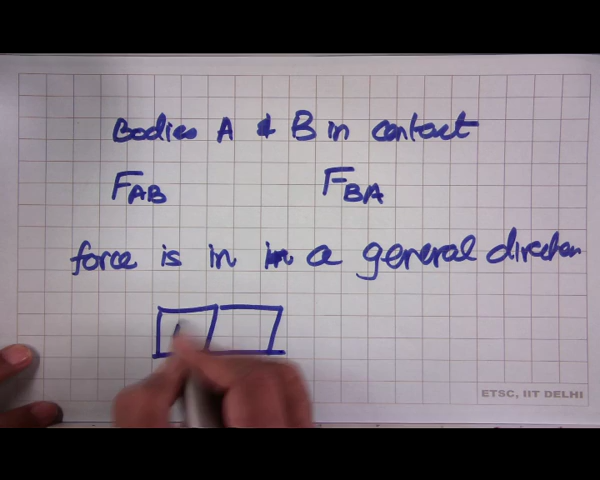 Bodies A & B in contact
FAB FBA
force is in in a general direction
ETSC, IIT DELHI